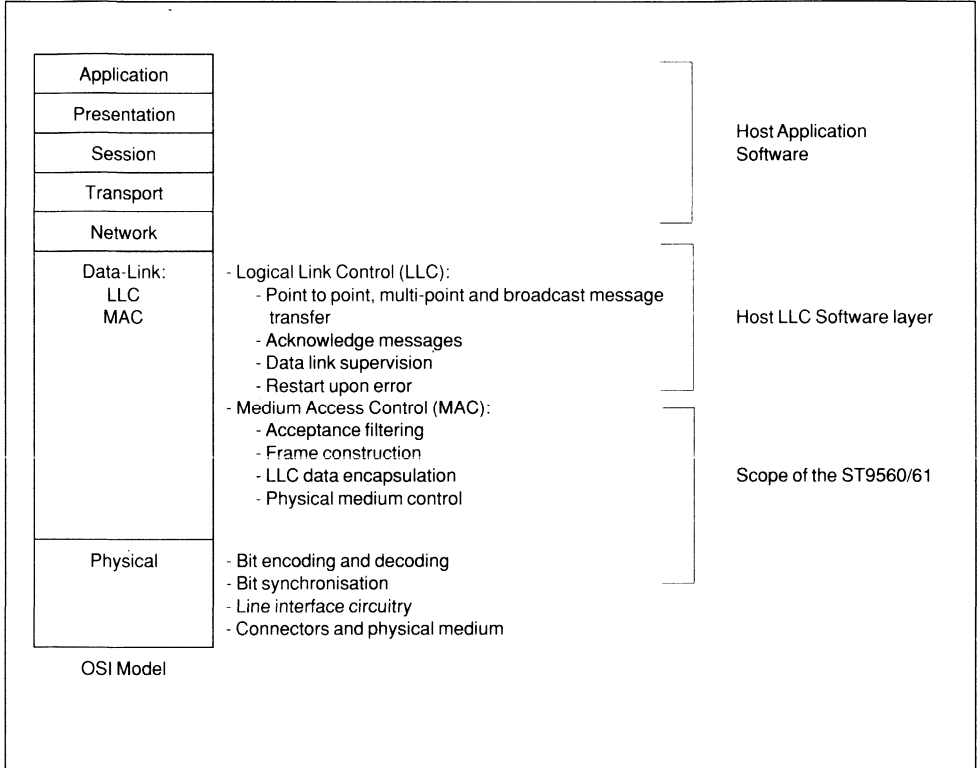 Application
Presentation
Session
Transport
Network
Data-Link:
LLC
MAC
Physical
OSI Model
- Logical Link Control (LLC):
- Point to point, multi-point and broadcast message
transfer
- Acknowledge messages
- Data link supervision
- Restart upon error
- Medium Access Control (MAC):
- Acceptance filtering
- Frame construction
- LLC data encapsulation
- Physical medium control
- Bit encoding and decoding
- Bit synchronisation
- Line interface circuitry
- Connectors and physical medium
Host Application
Software
Host LLC Software layer
Scope of the ST9560/61